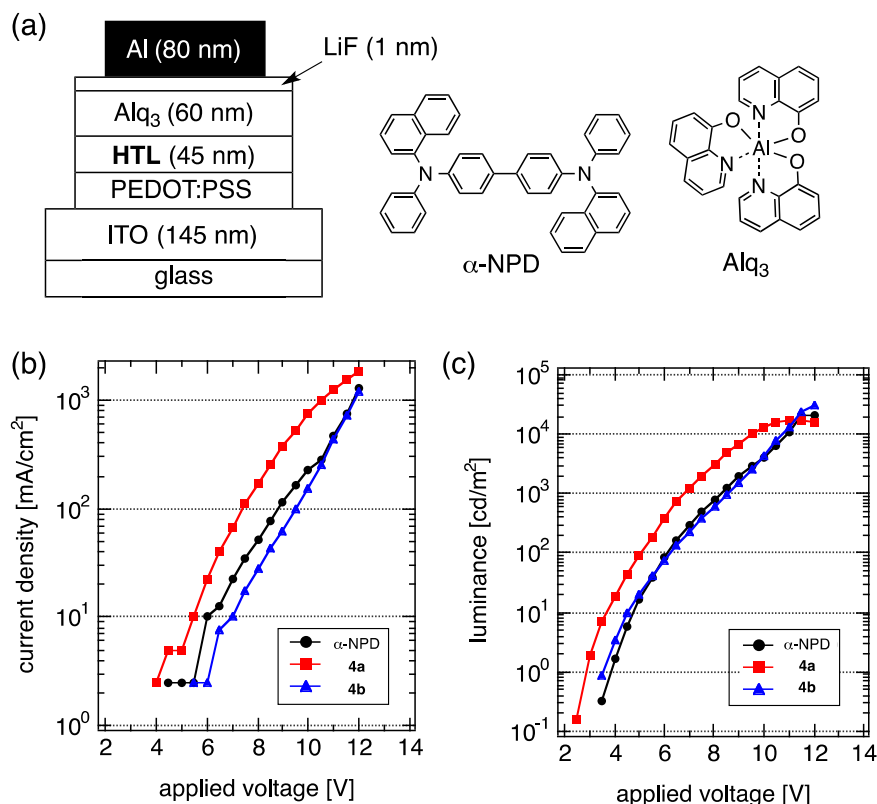 (a)
Al (80 nm)
LiF (1 nm)
Alq3 (60 nm)
HTL (45 nm)
PEDOT:PSS
ITO (145 nm)
glass
N
N
α-NPD
N
O
Al
O
N
O
N
Alq3
(b)
current density [mA/cm²]
10³
10²
10¹
10⁰
α-NPD
4a
4b
2 4 6 8 10 12 14
applied voltage [V]
(c)
luminance [cd/m²]
10⁵
10⁴
10³
10²
10¹
10⁰
10⁻¹
α-NPD
4a
4b
2 4 6 8 10 12 14
applied voltage [V]